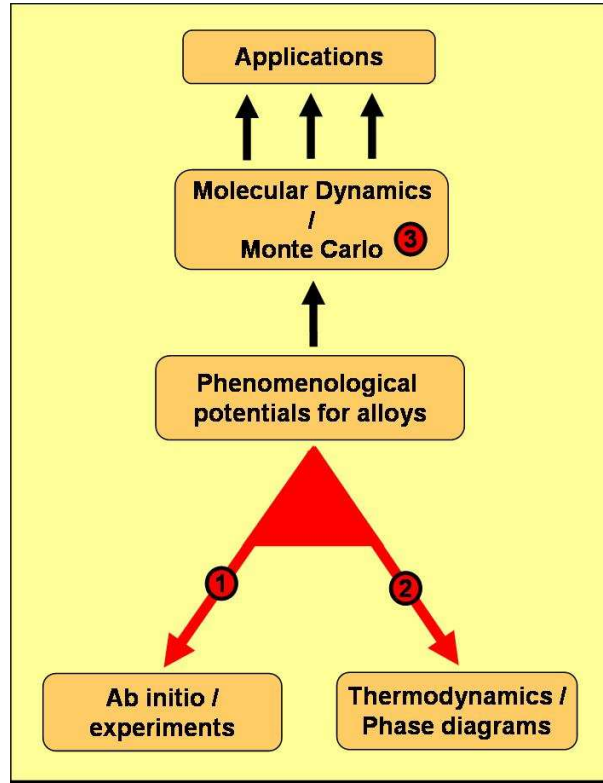 Applications
Molecular Dynamics
/
Monte Carlo
3
Phenomenological
potentials for alloys
1
2
Ab initio /
experiments
Thermodynamics /
Phase diagrams